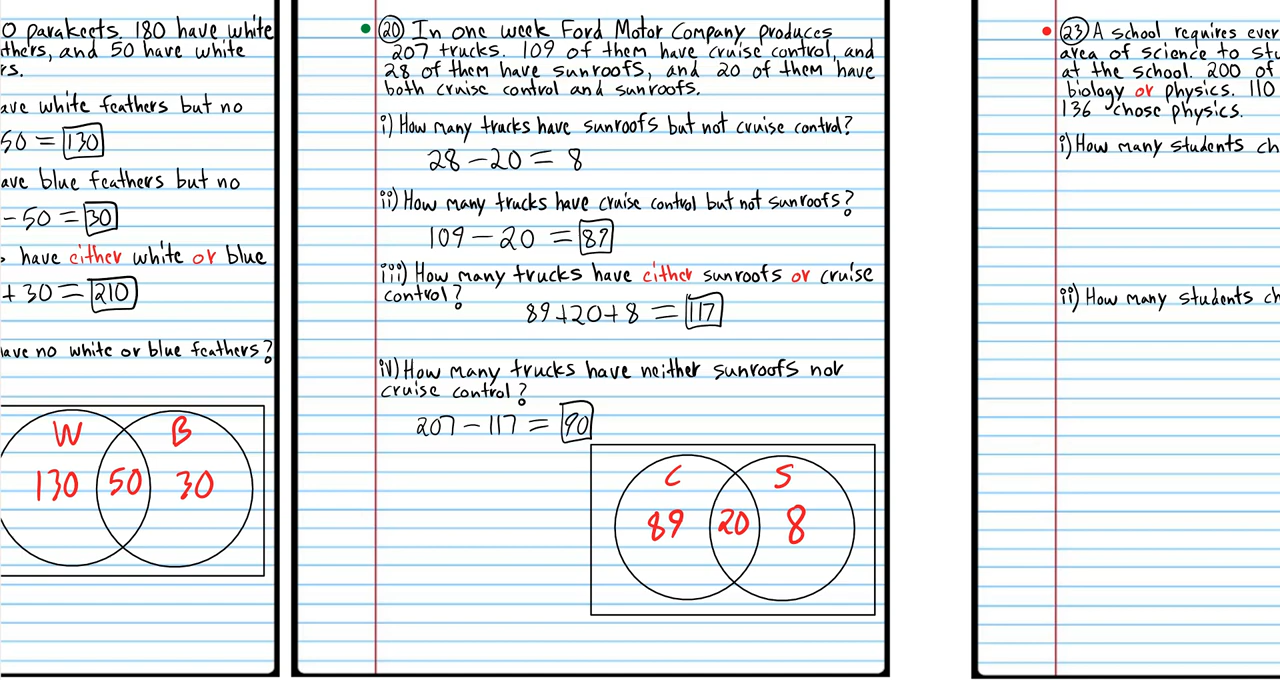 0 parakeets. 180 have white
thers, and 50 have white
rs.
ave white feathers but no
50 = 130
ave blue feathers but no
- 50 = 30
have either white or blue
+ 30 = 210
have no white or blue feathers?
W B
130 50 30
20 In one week Ford Motor Company produces
207 trucks. 109 of them have cruise control, and
28 of them have sunroofs, and 20 of them have
both cruise control and sunroofs.
i) How many trucks have sunroofs but not cruise control?
28 - 20 = 8
ii) How many trucks have cruise control but not sunroofs?
109 - 20 = 89
iii) How many trucks have either sunroofs or cruise
control?
89 + 20 + 8 = 117
iv) How many trucks have neither sunroofs nor
cruise control?
207 - 117 = 90
C S
89 20 8
23 A school requires ever
area of science to stu
at the school. 200 of
biology or physics. 110
136 chose physics.
i) How many students ch
ii) How many students ch